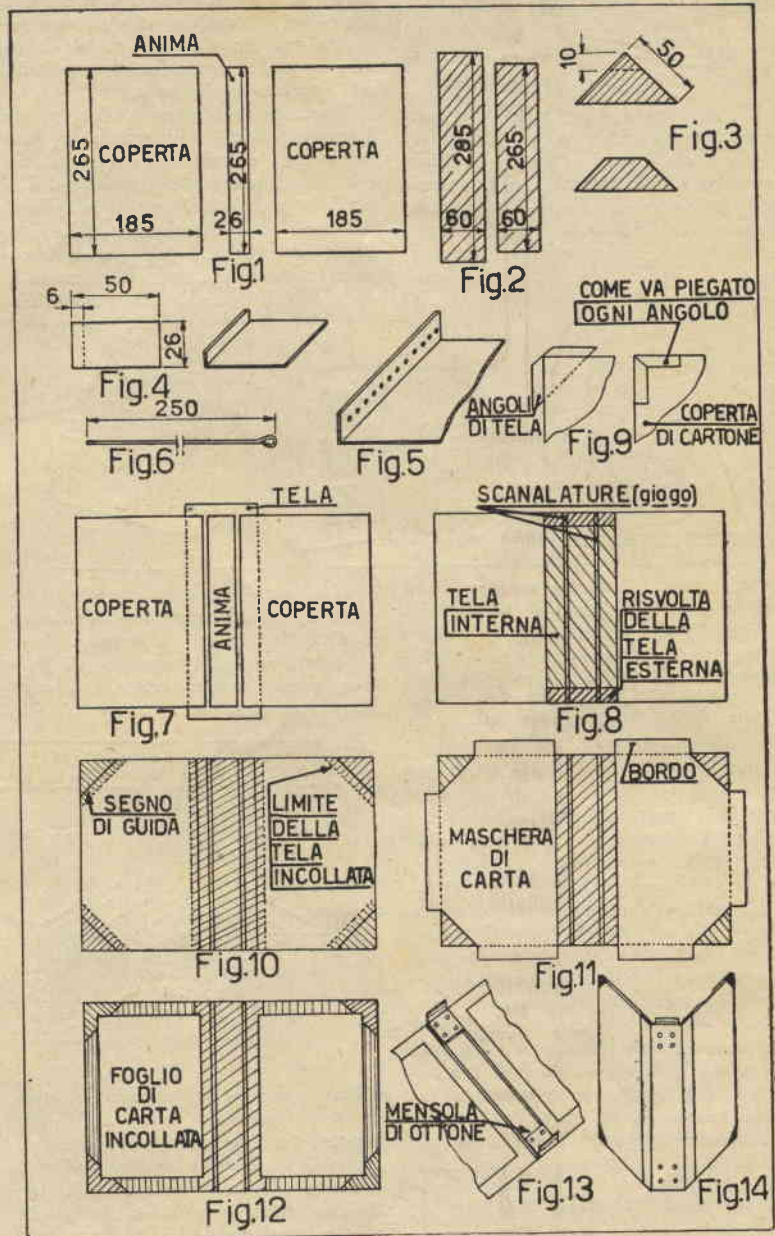 ANIMA
COPERTA
265
185
265
26
COPERTA
185
Fig.1
285
60
265
60
Fig.2
10
50
Fig.3
50
6
26
Fig.4
250
Fig.6
Fig.5
COME VA PIEGATO
OGNI ANGOLO
ANGOLI
DI TELA
COPERTA
DI CARTONE
Fig.9
TELA
COPERTA
ANIMA
COPERTA
Fig.7
SCANALATURE (giogo)
TELA
INTERNA
RISVOLTA
DELLA
TELA
ESTERNA
Fig.8
SEGNO
DI GUIDA
LIMITE
DELLA
TELA
INCOLLATA
Fig.10
BORDO
MASCHERA
DI
CARTA
Fig.11
FOGLIO
DI
CARTA
INCOLLATA
Fig.12
MENSOLA
DI OTTONE
Fig.13
Fig.14